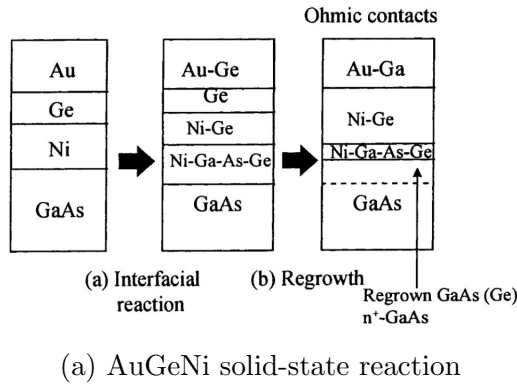 Ohmic contacts
Au
Ge
Ni
GaAs
Au-Ge
Ge
Ni-Ge
Ni-Ga-As-Ge
GaAs
Au-Ga
Ni-Ge
Ni-Ga-As-Ge
GaAs
(a) Interfacial
reaction
(b) Regrowth
Regrown GaAs (Ge)
n⁺-GaAs
(a) AuGeNi solid-state reaction